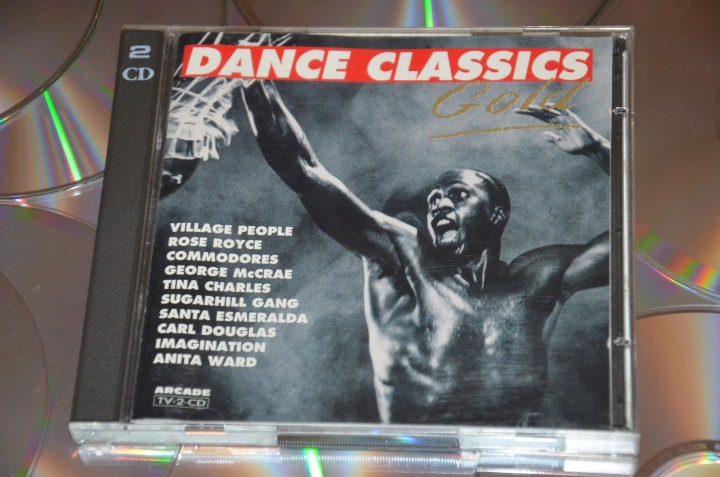 2
CD
DANCE CLASSICS
Gold
VILLAGE PEOPLE
ROSE ROYCE
COMMODORES
GEORGE McCRAE
TINA CHARLES
SUGARHILL GANG
SANTA ESMERALDA
CARL DOUGLAS
IMAGINATION
ANITA WARD
ARCADE
TV-2-CD